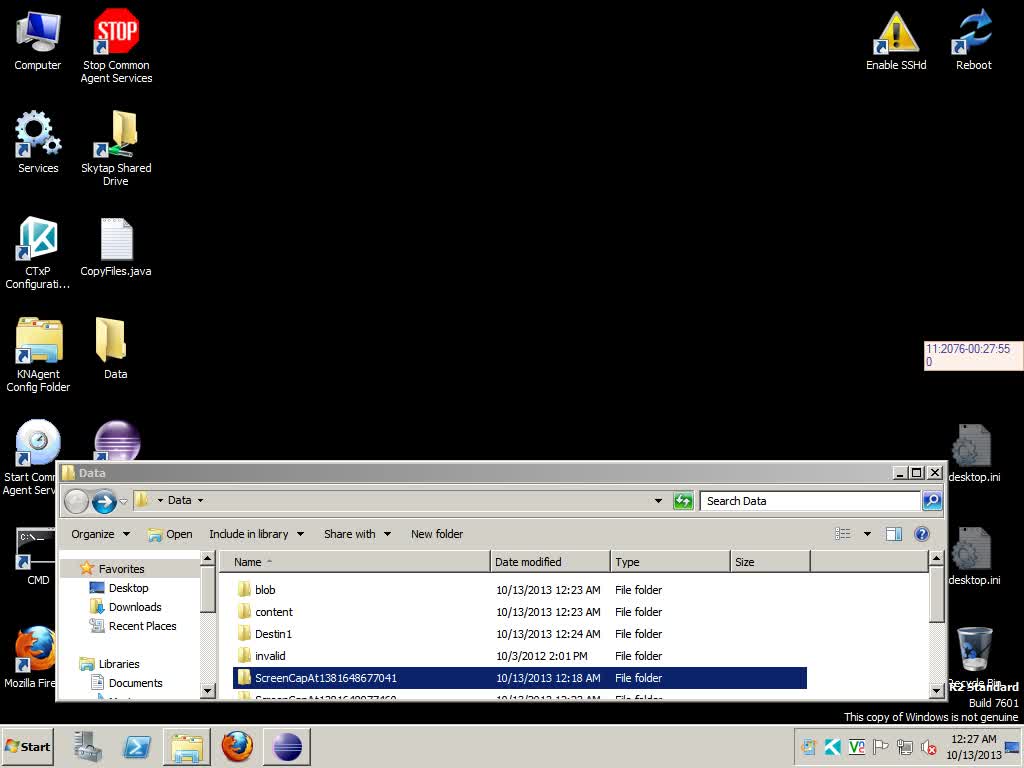 Computer
STOP
Stop Common
Agent Services
Enable SSHd
Reboot
Services
Skytap Shared
Drive
CTxP
Configurati...
CopyFiles.java
KNAgent
Config Folder
Data
11:2076-00:27:55
0
Start Com
Agent Serv
desktop.ini
Data
Data
Search Data
Organize
Open
Include in library
Share with
New folder
C:\
CMD
Favorites
Desktop
Downloads
Recent Places
Libraries
Documents
Name
Date modified
Type
Size
blob
10/13/2013 12:23 AM
File folder
content
10/13/2013 12:23 AM
File folder
Destin1
10/13/2013 12:24 AM
File folder
invalid
10/3/2012 2:01 PM
File folder
ScreenCapAt1381648677041
10/13/2013 12:18 AM
File folder
desktop.ini
Mozilla Fire
Recycle Bin
R2 Standard
Build 7601
This copy of Windows is not genuine
Start
12:27 AM
10/13/2013